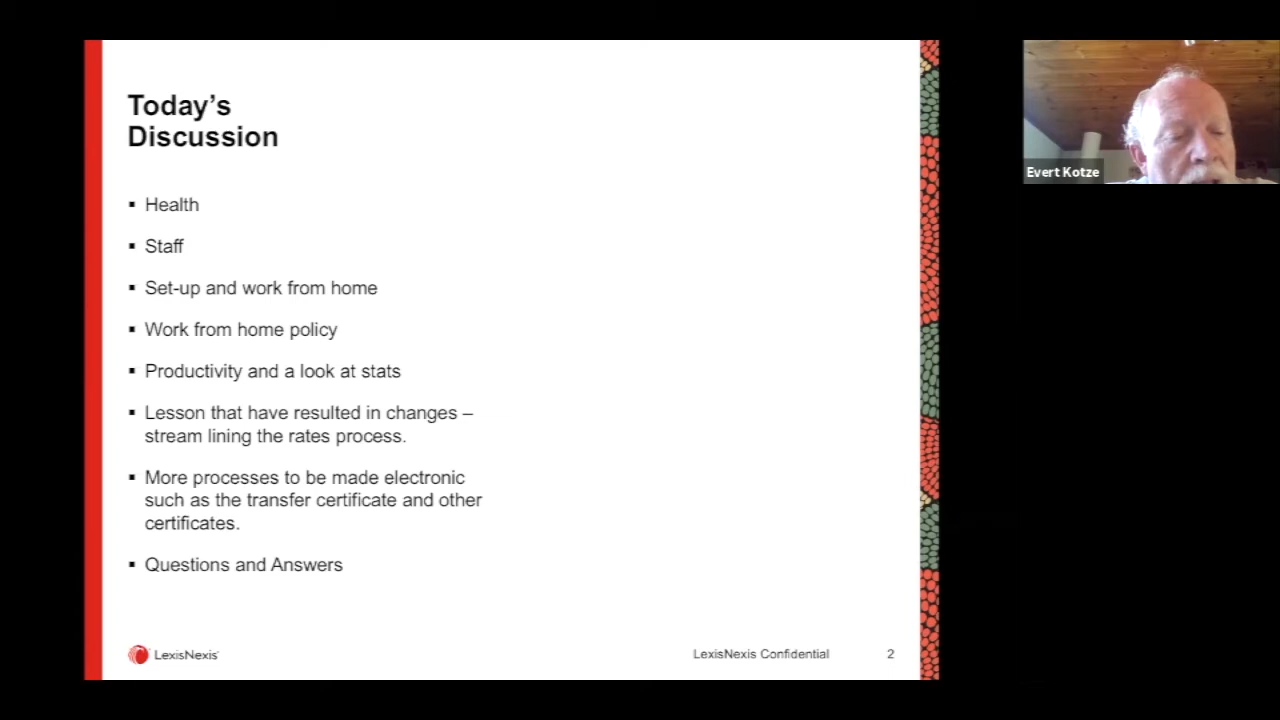 Today's
Discussion
▪ Health
▪ Staff
▪ Set-up and work from home
▪ Work from home policy
▪ Productivity and a look at stats
▪ Lesson that have resulted in changes –
stream lining the rates process.
▪ More processes to be made electronic
such as the transfer certificate and other
certificates.
▪ Questions and Answers
LexisNexis®
LexisNexis Confidential
2
Evert Kotze